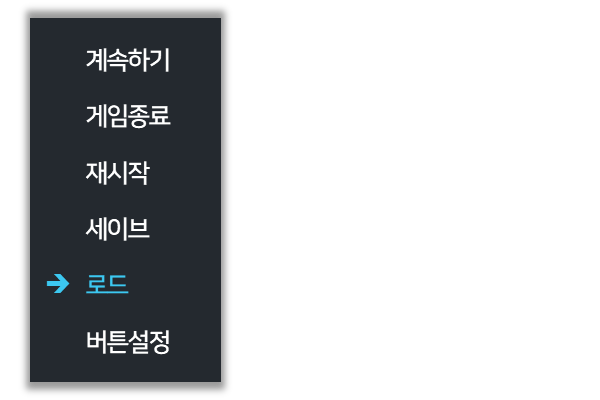 계속하기
게임종료
재시작
세이브
로드
버튼설정